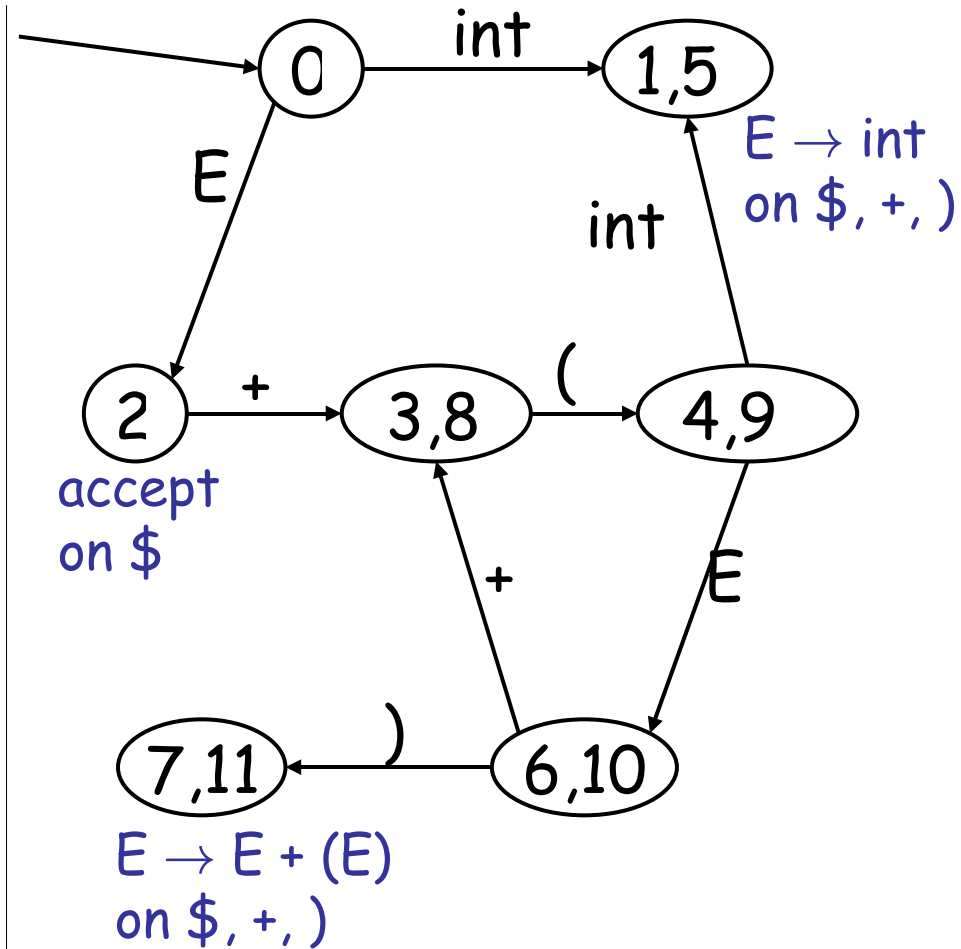 int
0
1,5
E → int
on $, +, )
E
int
+
(
2
3,8
4,9
accept
on $
+
E
)
7,11
6,10
E → E + (E)
on $, +, )